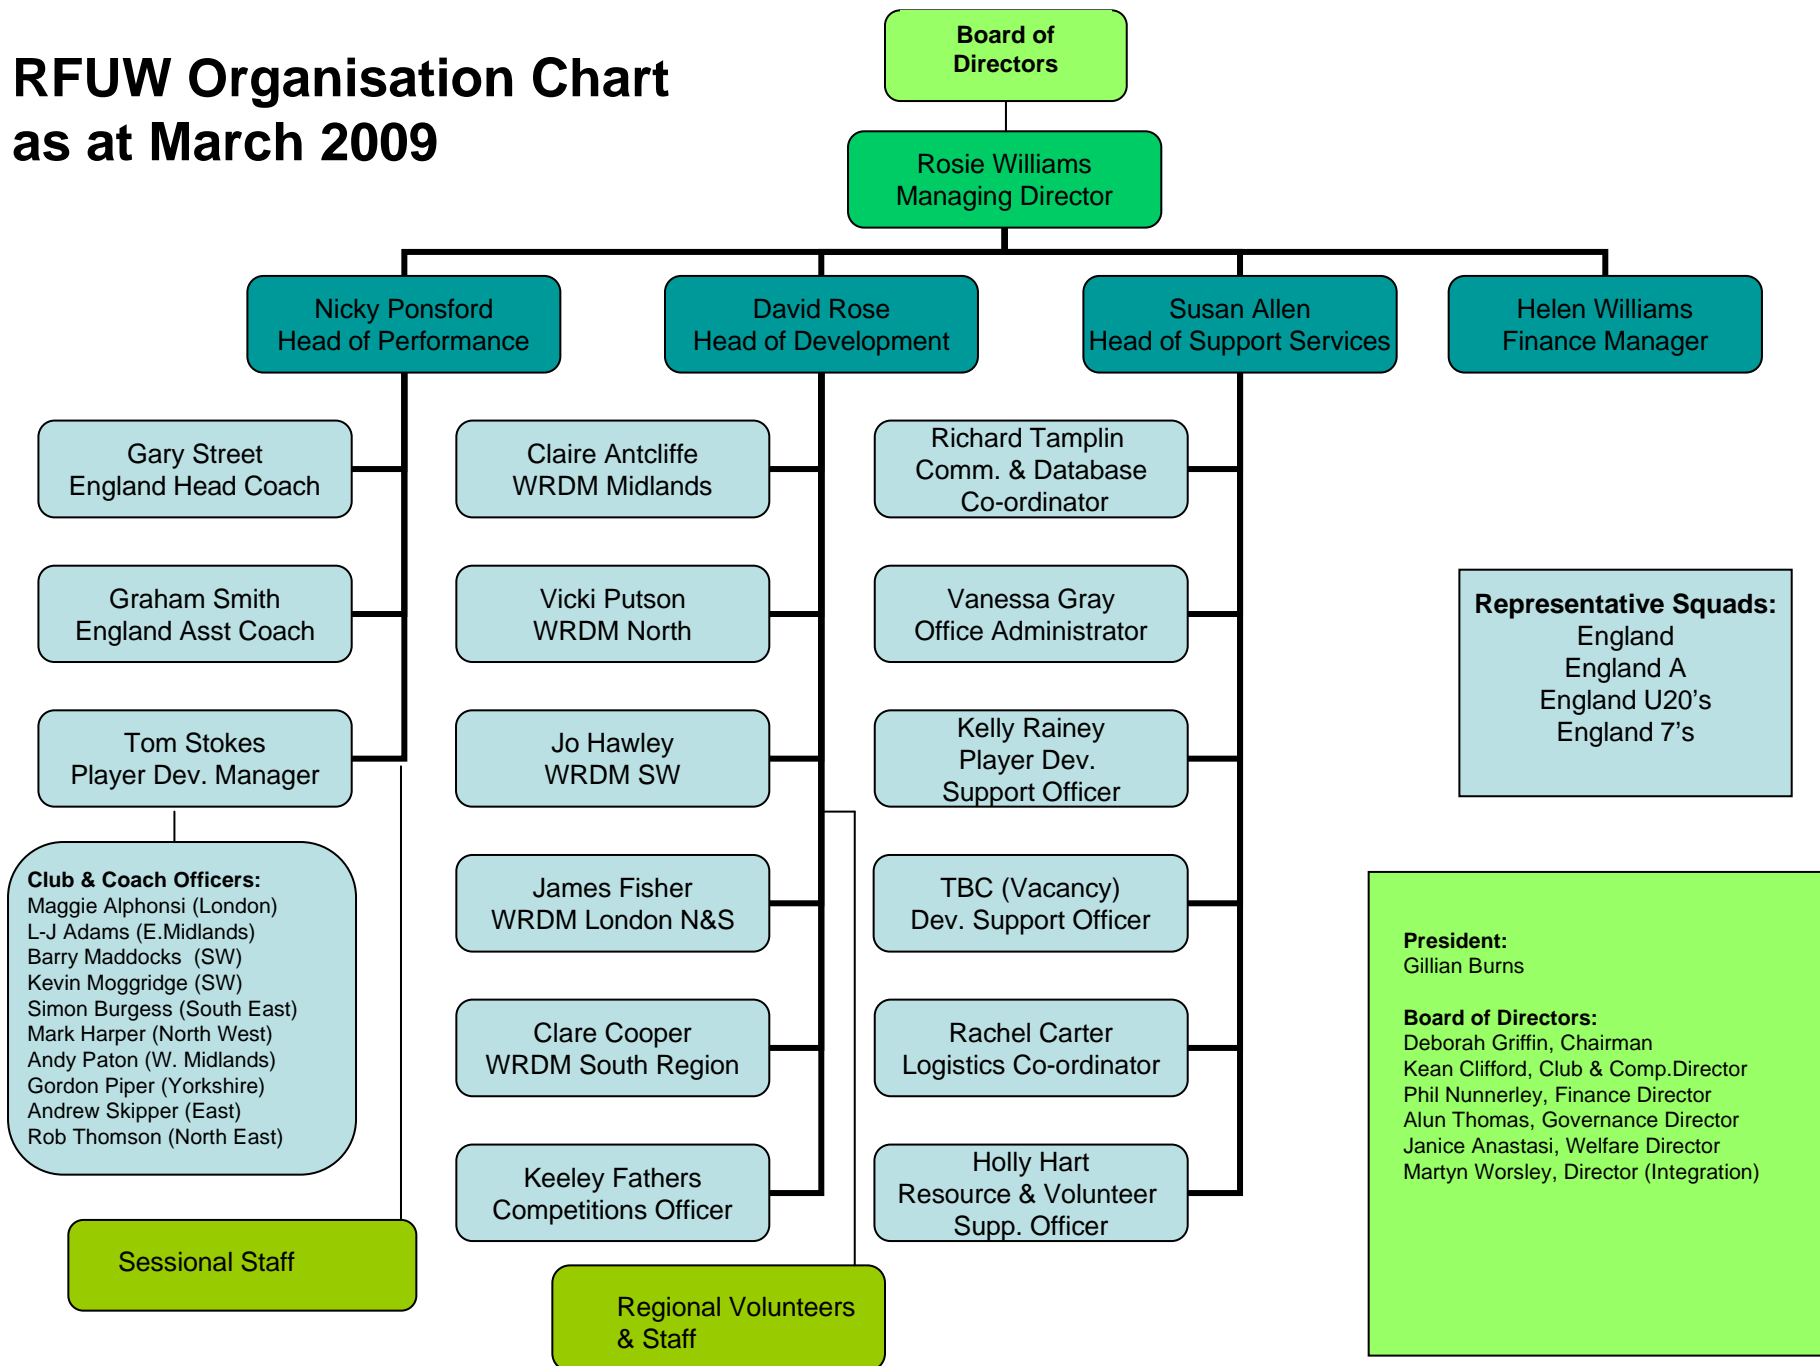 RFUW Organisation Chart
as at March 2009
Board of
Directors
Rosie Williams
Managing Director
Nicky Ponsford
Head of Performance
David Rose
Head of Development
Susan Allen
Head of Support Services
Helen Williams
Finance Manager
Gary Street
England Head Coach
Graham Smith
England Asst Coach
Tom Stokes
Player Dev. Manager
Club & Coach Officers:
Maggie Alphonsi (London)
L-J Adams (E.Midlands)
Barry Maddocks  (SW)
Kevin Moggridge (SW)
Simon Burgess (South East)
Mark Harper (North West)
Andy Paton (W. Midlands)
Gordon Piper (Yorkshire)
Andrew Skipper (East)
Rob Thomson (North East)
Sessional Staff
Claire Antcliffe
WRDM Midlands
Vicki Putson
WRDM North
Jo Hawley
WRDM SW
James Fisher
WRDM London N&S
Clare Cooper
WRDM South Region
Keeley Fathers
Competitions Officer
Regional Volunteers
& Staff
Richard Tamplin
Comm. & Database
Co-ordinator
Vanessa Gray
Office Administrator
Kelly Rainey
Player Dev.
Support Officer
TBC (Vacancy)
Dev. Support Officer
Rachel Carter
Logistics Co-ordinator
Holly Hart
Resource & Volunteer
Supp. Officer
Representative Squads:
England
England A
England U20’s
England 7’s
President:
Gillian Burns
Board of Directors:
Deborah Griffin, Chairman
Kean Clifford, Club & Comp.Director
Phil Nunnerley, Finance Director
Alun Thomas, Governance Director
Janice Anastasi, Welfare Director
Martyn Worsley, Director (Integration)